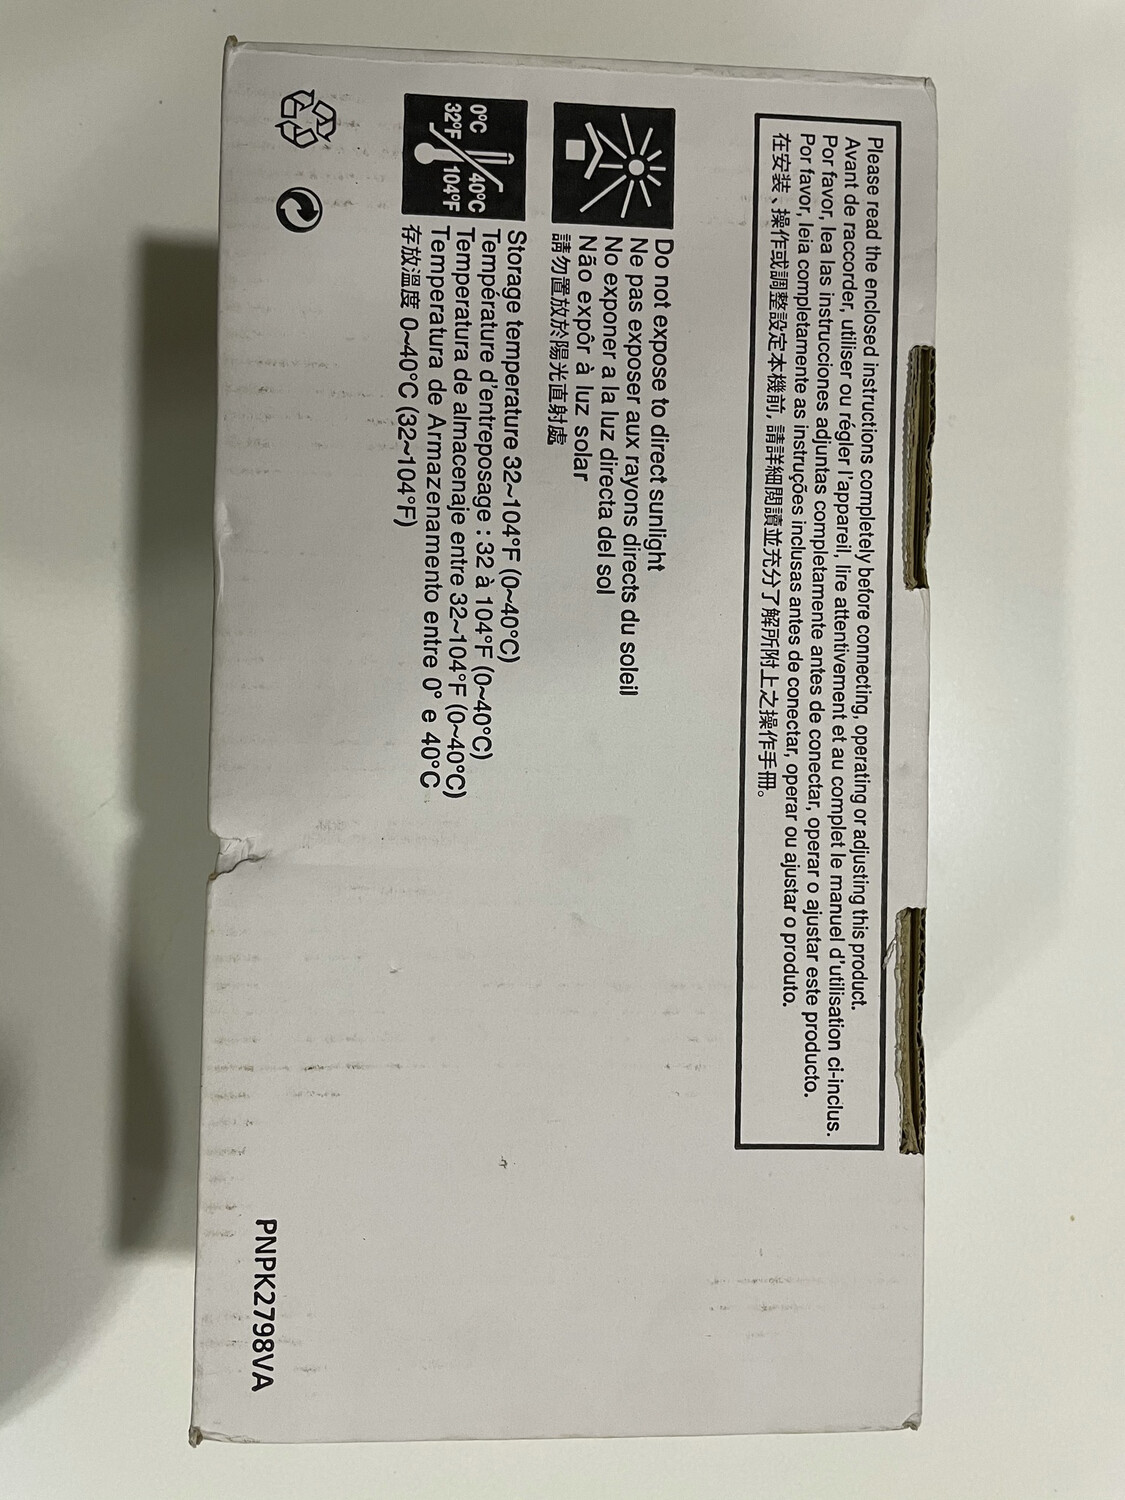 Please read the enclosed instructions completely before connecting, operating or adjusting this product.
Avant de raccorder, utiliser ou régler l'appareil, lire attentivement et au complet le manuel d'utilisation ci-inclus.
Por favor, lea las instrucciones adjuntas completamente antes de conectar, operar o ajustar este producto.
Por favor, leia completamente as instruções inclusas antes de conectar, operar ou ajustar o produto.
在安裝、操作或調整設定本機前, 請詳細閱讀並充分了解所附上之操作手冊。
Do not expose to direct sunlight
Ne pas exposer aux rayons directs du soleil
No exponer a la luz directa del sol
Não expôr à luz solar
請勿置放於陽光直射處
0°C 40°C
32°F 104°F
Storage temperature 32~104°F (0~40°C)
Température d'entreposage : 32 à 104°F (0~40°C)
Temperatura de almacenaje entre 32~104°F (0~40°C)
Temperatura de Armazenamento entre 0° e 40°C
存放溫度 0~40°C (32~104°F)
PNPK2798VA